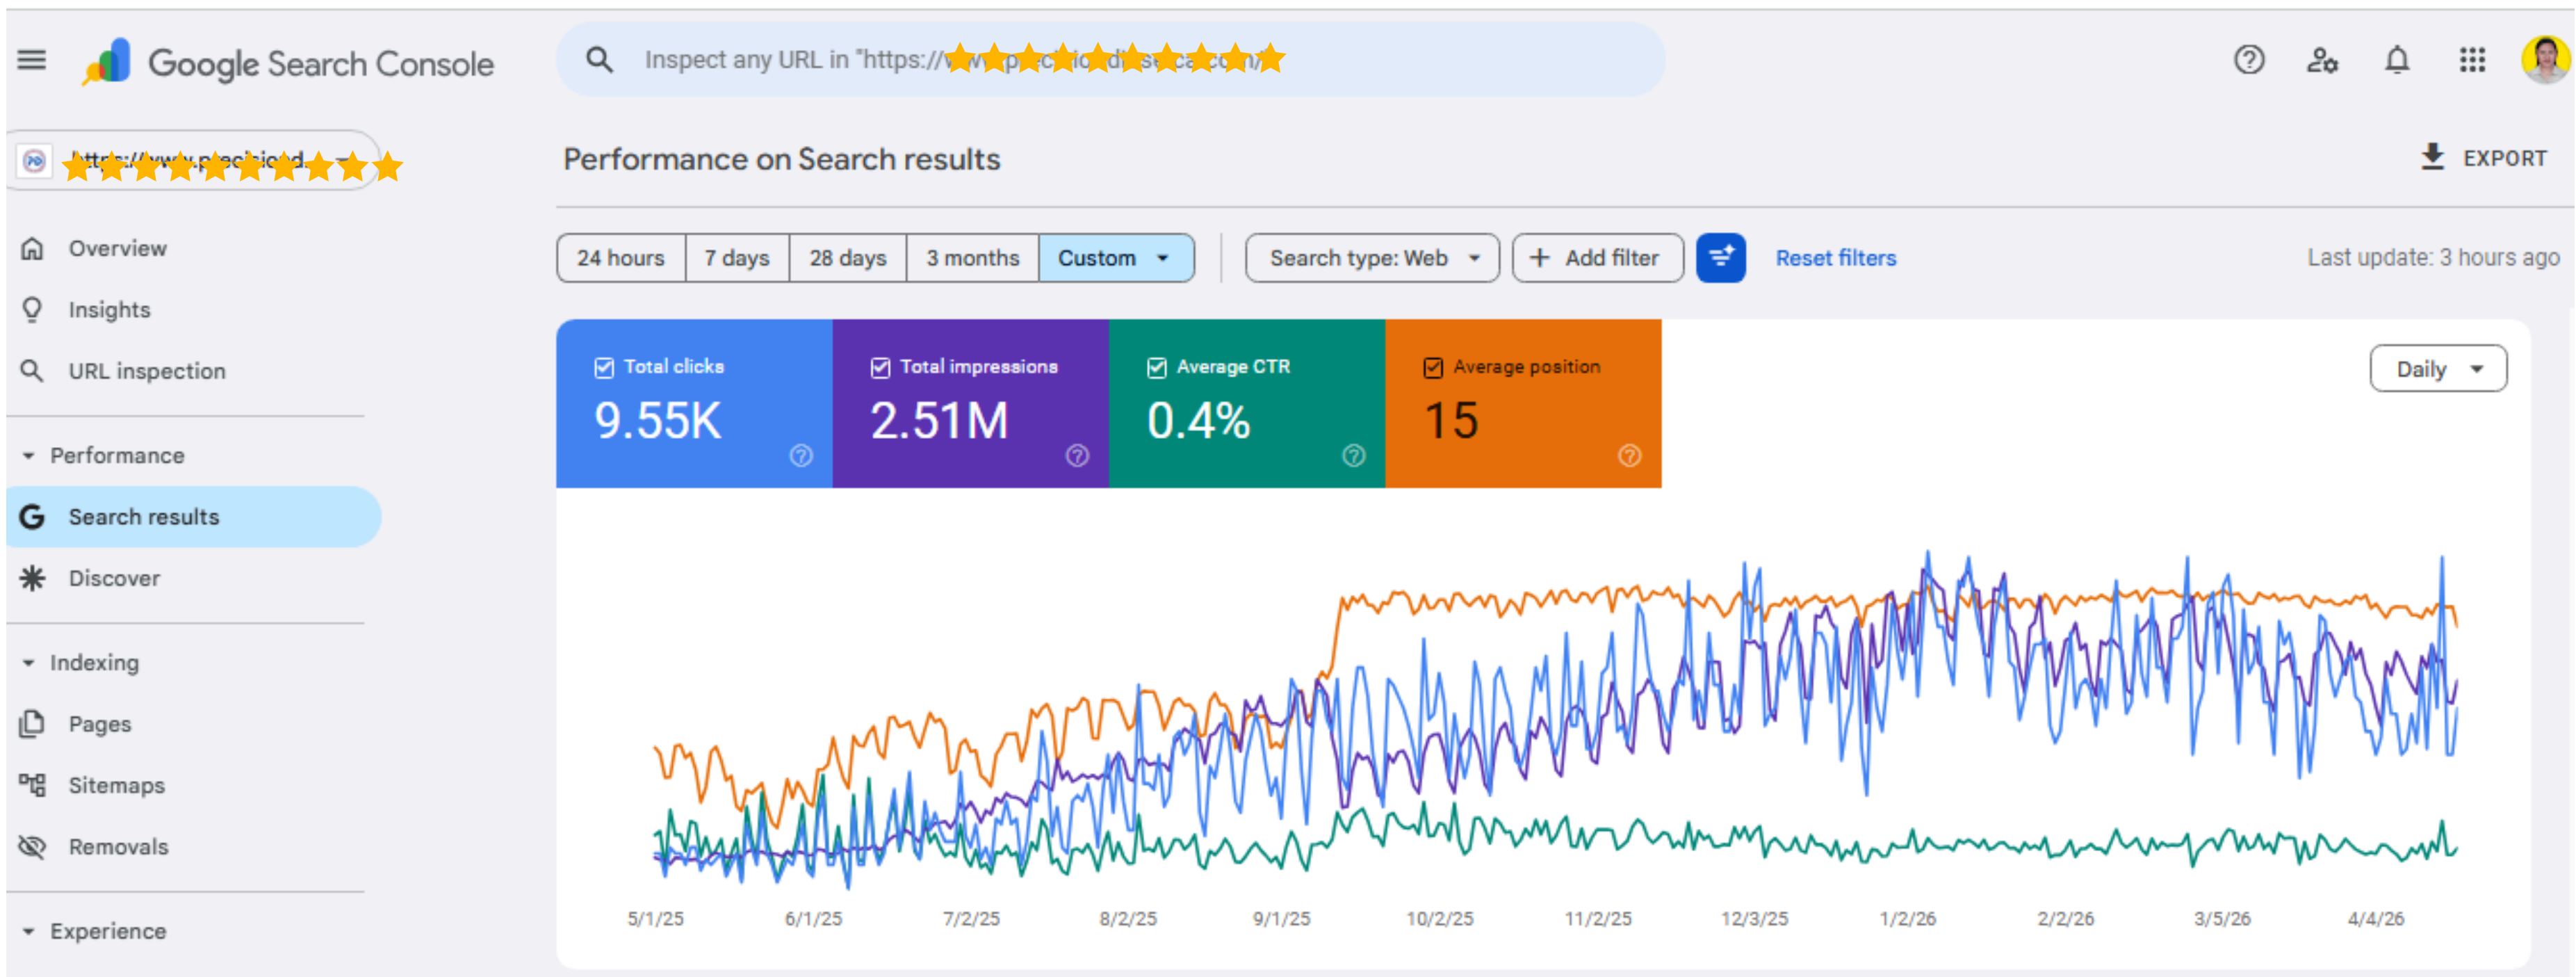 Google Search Console
Inspect any URL in "https://
EXPORT
Performance on Search results
24 hours
7 days
28 days
3 months
Custom
Search type: Web
Add filter
Reset filters
Last update: 3 hours ago
Overview
Insights
URL inspection
Performance
Search results
Discover
Indexing
Pages
Sitemaps
Removals
Experience
Total clicks
9.55K
Total impressions
2.51M
Average CTR
0.4%
Average position
15
Daily
5/1/25
6/1/25
7/2/25
8/2/25
9/1/25
10/2/25
11/2/25
12/3/25
1/2/26
2/2/26
3/5/26
4/4/26